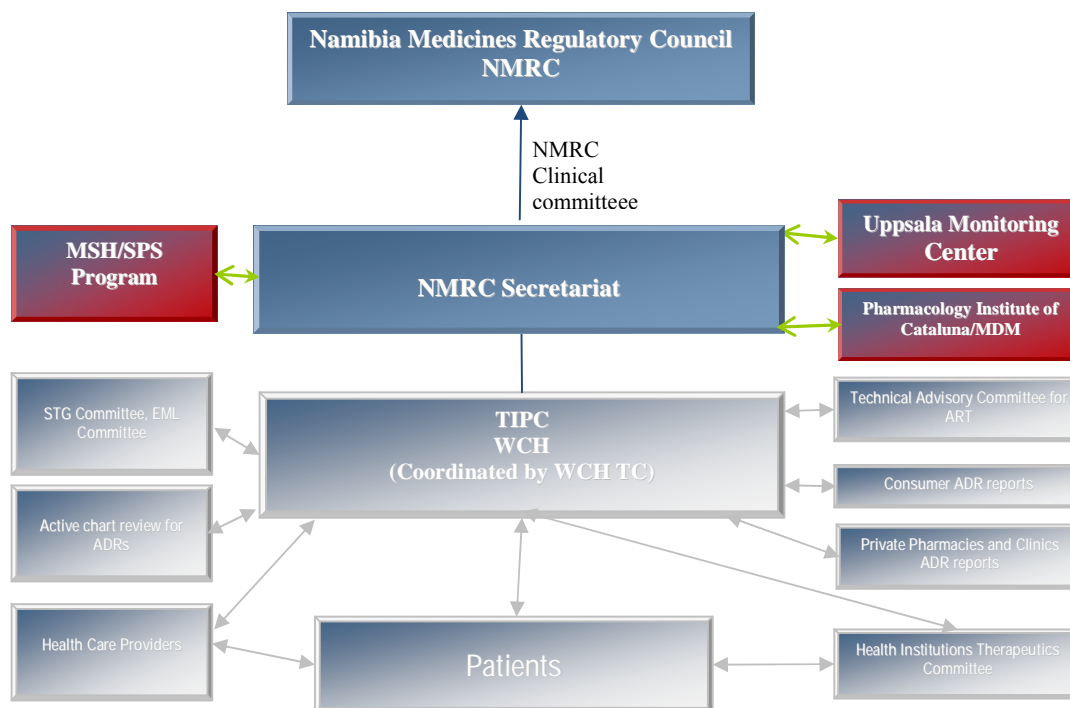 Namibia Medicines Regulatory Council
NMRC
NMRC
Clinical
committeee
MSH/SPS
Program
NMRC Secretariat
Uppsala Monitoring
Center
Pharmacology Institute of
Cataluna/MDM
STG Committee, EML
Committee
TIPC
WCH
(Coordinated by WCH TC)
Technical Advisory Committee for
ART
Active chart review for
ADRs
Consumer ADR reports
Private Pharmacies and Clinics
ADR reports
Health Care Providers
Patients
Health Institutions Therapeutics
Committee